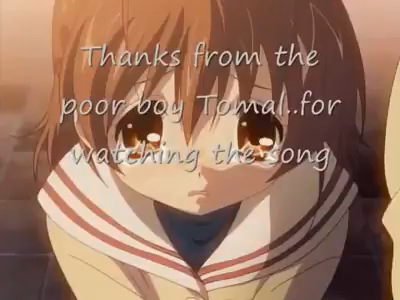 Thanks from the
poor boy Tomal..for
watching the song